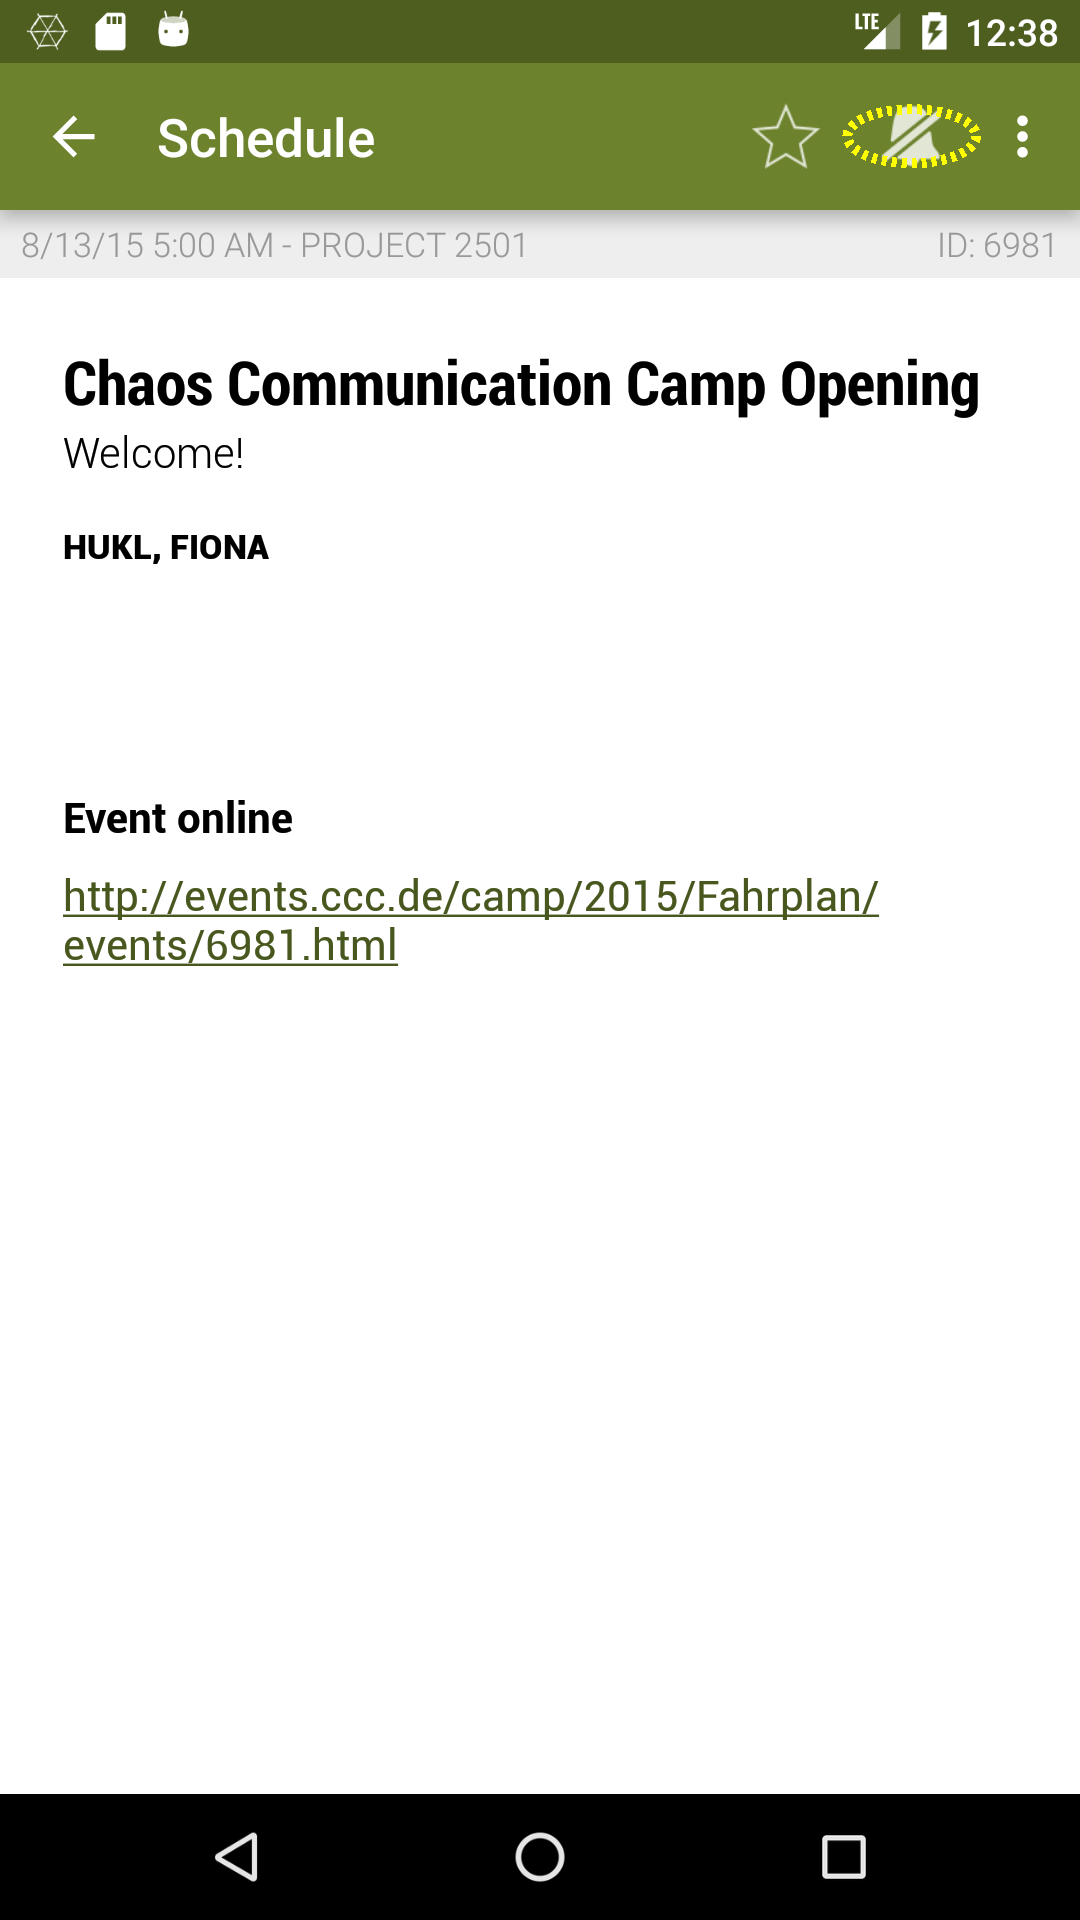 LTE 12:38
Schedule
8/13/15 5:00 AM - PROJECT 2501 ID: 6981
Chaos Communication Camp Opening
Welcome!
HUKL, FIONA
Event online
http://events.ccc.de/camp/2015/Fahrplan/
events/6981.html